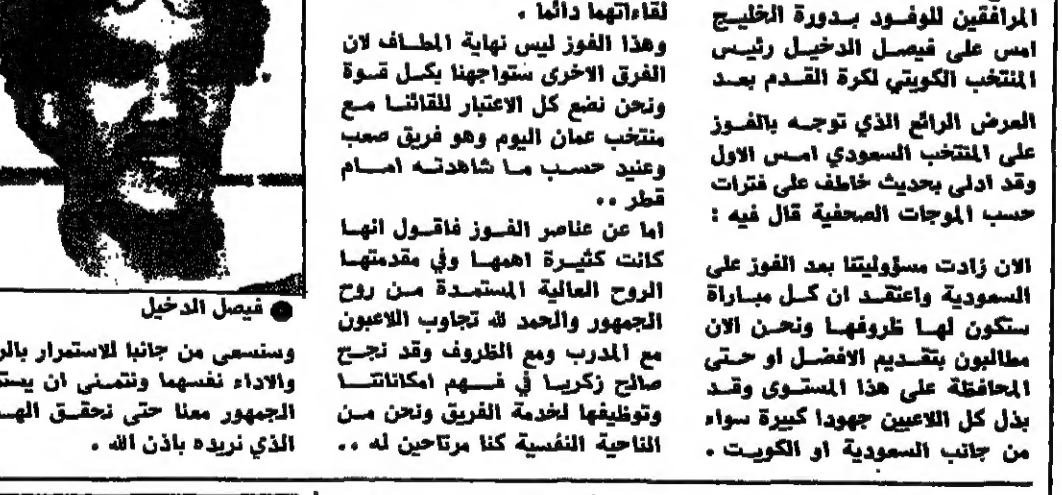 المرافقين للوفود بدورة الخليج
امس على فيصل الدخيل رئيس
المنتخب الكويتي لكرة القدم بعد
العرض الرائع الذي توجه بالفوز
على المنتخب السعودي امس الاول
وقد ادلى بحديث خاطف على فترات
حسب الموجات الصحفية قال فيه :
الان زادت مسؤوليتنا بعد الفوز على
السعودية واعتقد ان كل مباراة
ستكون لها ظروفها ونحن الان
مطالبون بتقديم الافضل او حتى
المحافظة على هذا المستوى وقد
بذل كل اللاعبين جهودا كبيرة سواء
من جانب السعودية او الكويت .
لقاءاتهما دائما .
وهذا الفوز ليس نهاية المطاف لان
الفرق الاخرى ستواجهنا بكل قوة
ونحن نضع كل الاعتبار للقائنا مع
منتخب عمان اليوم وهو فريق صعب
وعنيد حسب ما شاهدته امام
قطر ..
اما عن عناصر الفوز فاقول انها
كانت كثيرة اهمها وفي مقدمتها
الروح العالية المستمدة من روح
الجمهور والحمد لله تجاوب اللاعبون
مع المدرب ومع الظروف وقد نجح
صالح زكريا في فهم امكاناتنا
وتوظيفها لخدمة الفريق ونحن من
الناحية النفسية كنا مرتاحين له ..
فيصل الدخيل
وسنسعى من جانبا للاستمرار
والاداء نفسهما ونتمنى ان
الجمهور معنا حتى نحقق
الذي نريده باذن الله .